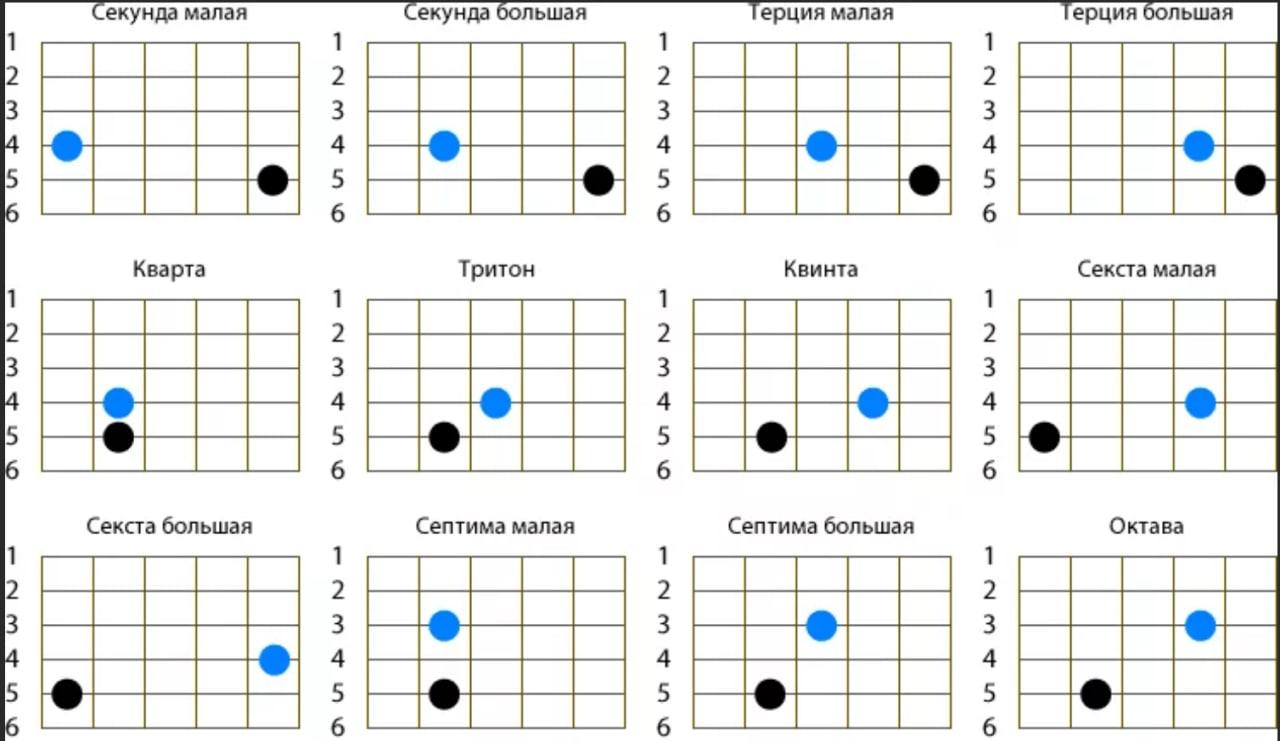 Секунда малая Секунда большая Терция малая Терция большая
1 1 1 1
2 2 2 2
3 3 3 3
4 4 4 4
5 5 5 5
6 6 6 6
Кварта Тритон Квинта Секста малая
1 1 1 1
2 2 2 2
3 3 3 3
4 4 4 4
5 5 5 5
6 6 6 6
Секста большая Септима малая Септима большая Октава
1 1 1 1
2 2 2 2
3 3 3 3
4 4 4 4
5 5 5 5
6 6 6 6